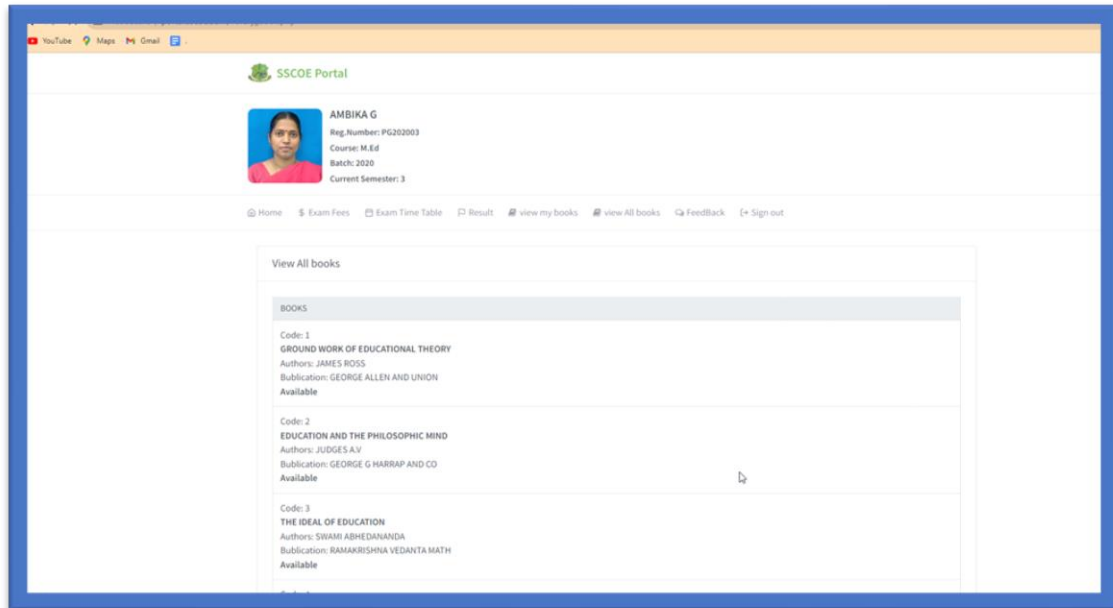 YouTube Maps Gmail .
SSCOE Portal
AMBIKA G
Reg.Number: PG202003
Course: M.Ed
Batch: 2020
Current Semester: 3
Home $ Exam Fees Exam Time Table Result view my books view All books FeedBack Sign out
View All books
BOOKS
Code: 1
GROUND WORK OF EDUCATIONAL THEORY
Authors: JAMES ROSS
Bublication: GEORGE ALLEN AND UNION
Available
Code: 2
EDUCATION AND THE PHILOSOPHIC MIND
Authors: JUDGES A.V
Bublication: GEORGE G HARRAP AND CO
Available
Code: 3
THE IDEAL OF EDUCATION
Authors: SWAMI ABHEDANANDA
Bublication: RAMAKRISHNA VEDANTA MATH
Available